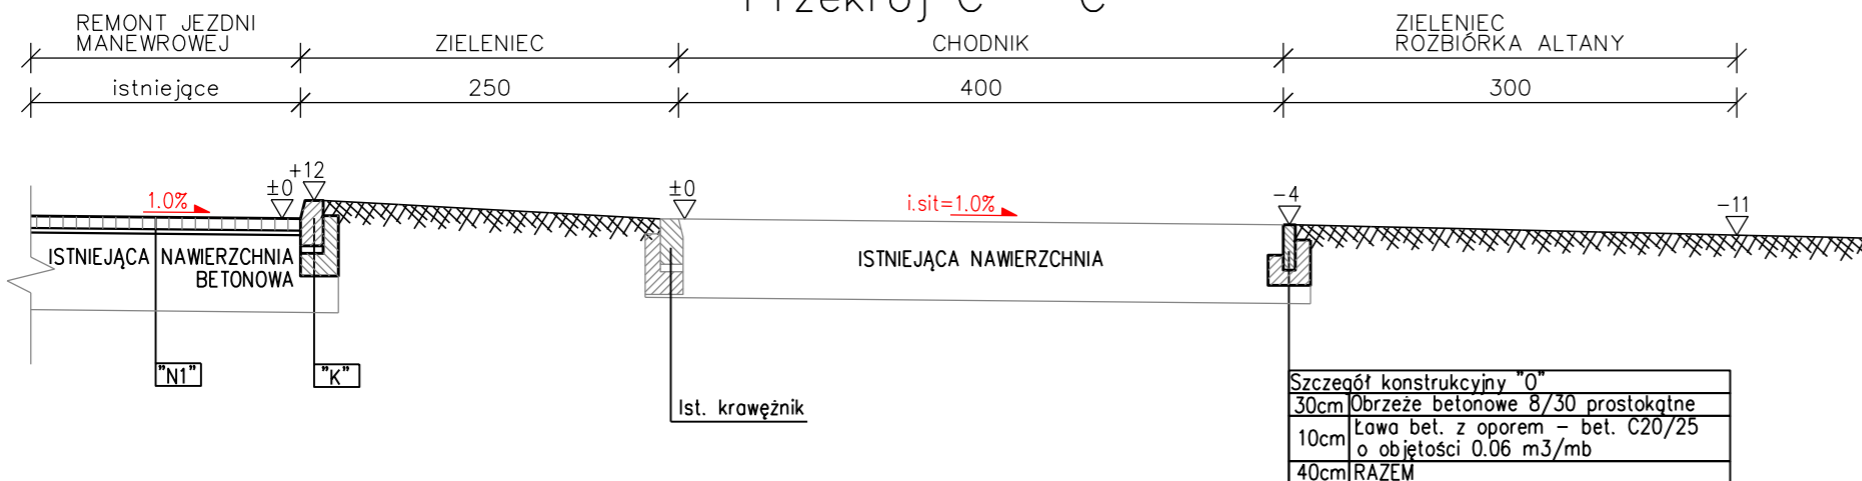 Przekrój C C
REMONT JEZDNI
MANEWROWEJ
ZIELENIEC
CHODNIK
ZIELENIEC
ROZBIÓRKA ALTANY
istniejące
250
400
300
1.0%
±0
+12
±0
i.sit=1.0%
-4
-11
ISTNIEJĄCA NAWIERZCHNIA
BETONOWA
ISTNIEJĄCA NAWIERZCHNIA
"N1"
"K"
Ist. krawężnik
Szczegół konstrukcyjny "O"
30cm Obrzeże betonowe 8/30 prostokątne
10cm Ława bet. z oporem – bet. C20/25
o objętości 0.06 m3/mb
40cm RAZEM